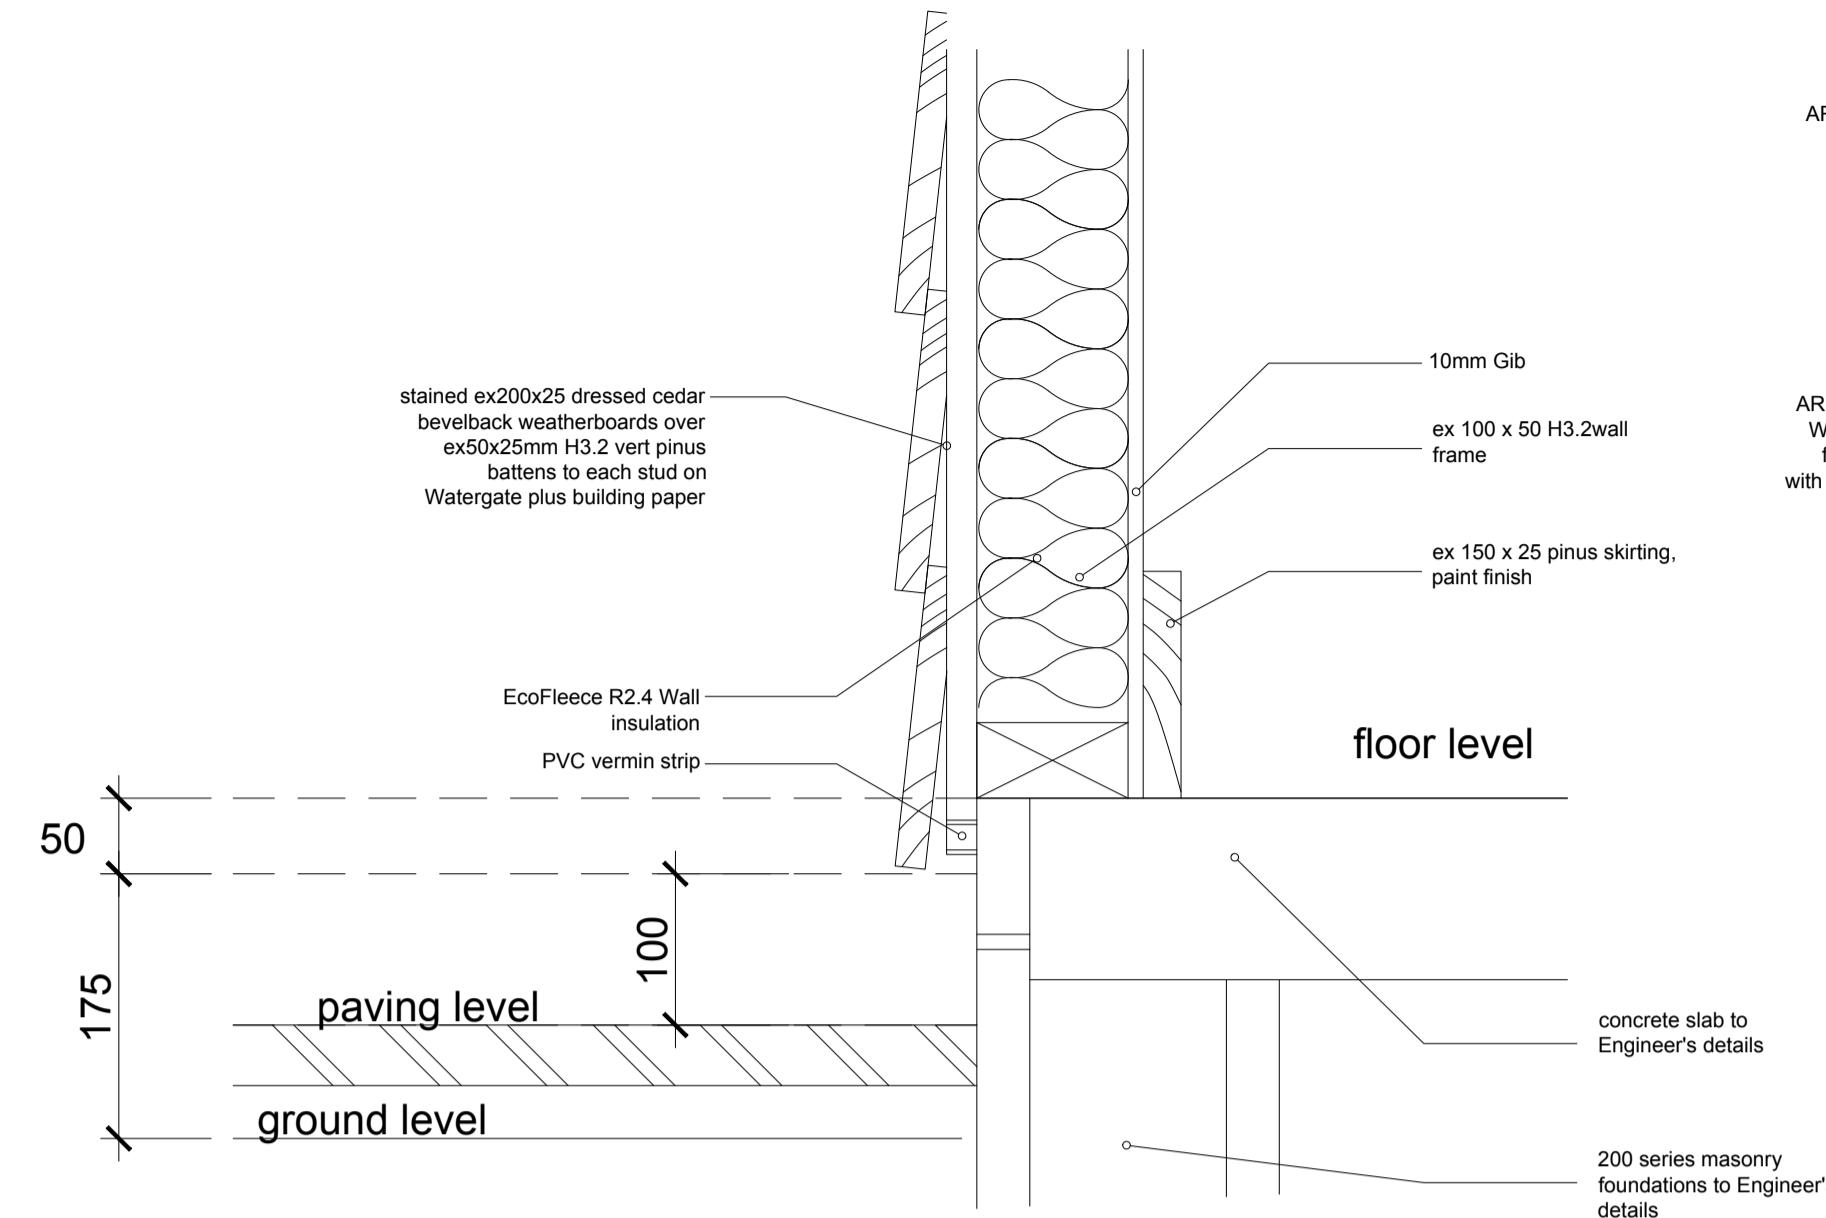 stained ex200x25 dressed cedar
bevelback weatherboards over
ex50x25mm H3.2 vert pinus
battens to each stud on
Watergate plus building paper
EcoFleece R2.4 Wall
insulation
PVC vermin strip
50
175
100
paving level
ground level
10mm Gib
ex 100 x 50 H3.2wall
frame
ex 150 x 25 pinus skirting,
paint finish
floor level
concrete slab to
Engineer's details
200 series masonry
foundations to Engineer'
details
AR
with